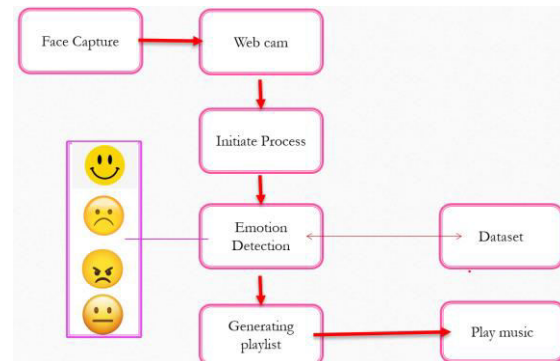 Face Capture
Web cam
Initiate Process
Emotion
Detection
Dataset
Generating
playlist
Play music